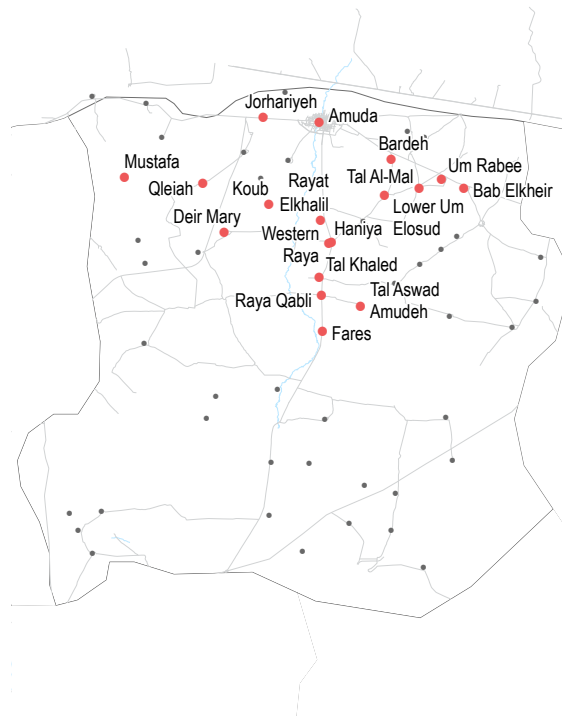 Jorhariyeh
Amuda
Bardeh
Mustafa
Um Rabee
Qleiah
Koub
Rayat
Elkhalil
Tal Al-Mal
Bab Elkheir
Lower Um
Elosud
Deir Mary
Western
Raya
Haniya
Tal Khaled
Raya Qabli
Tal Aswad
Amudeh
Fares